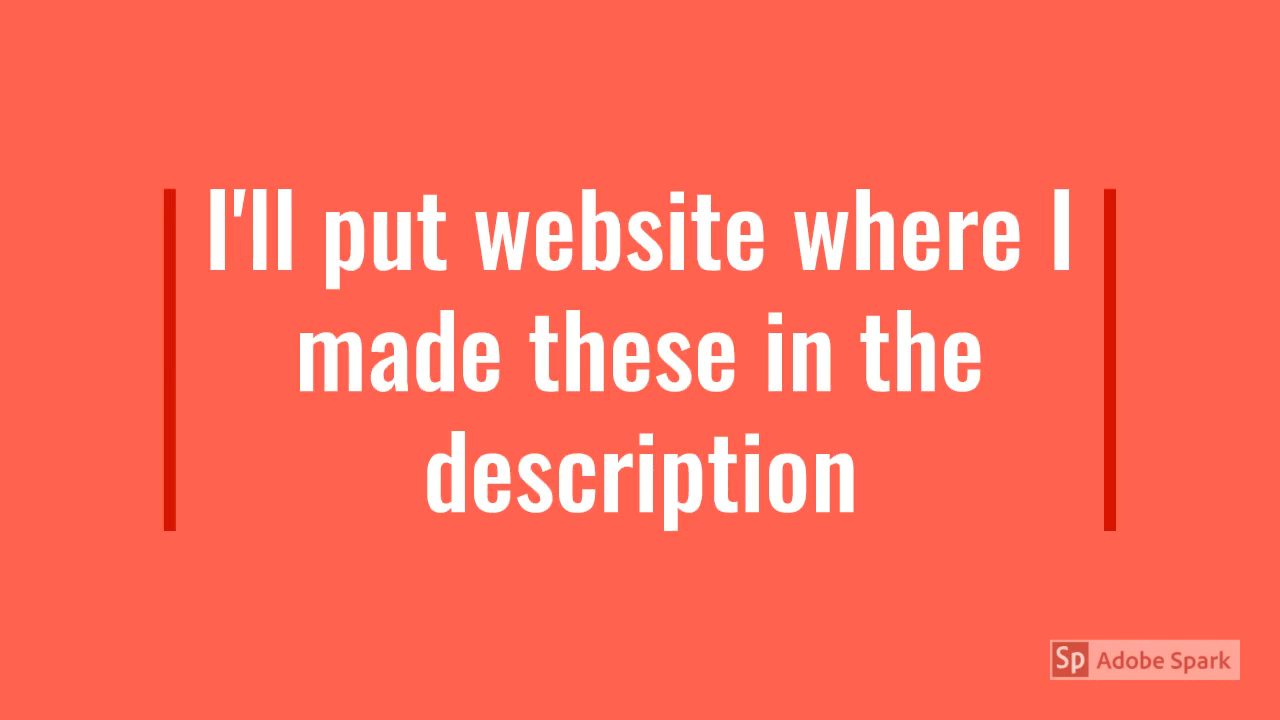 I'll put website where I
made these in the
description
Sp Adobe Spark